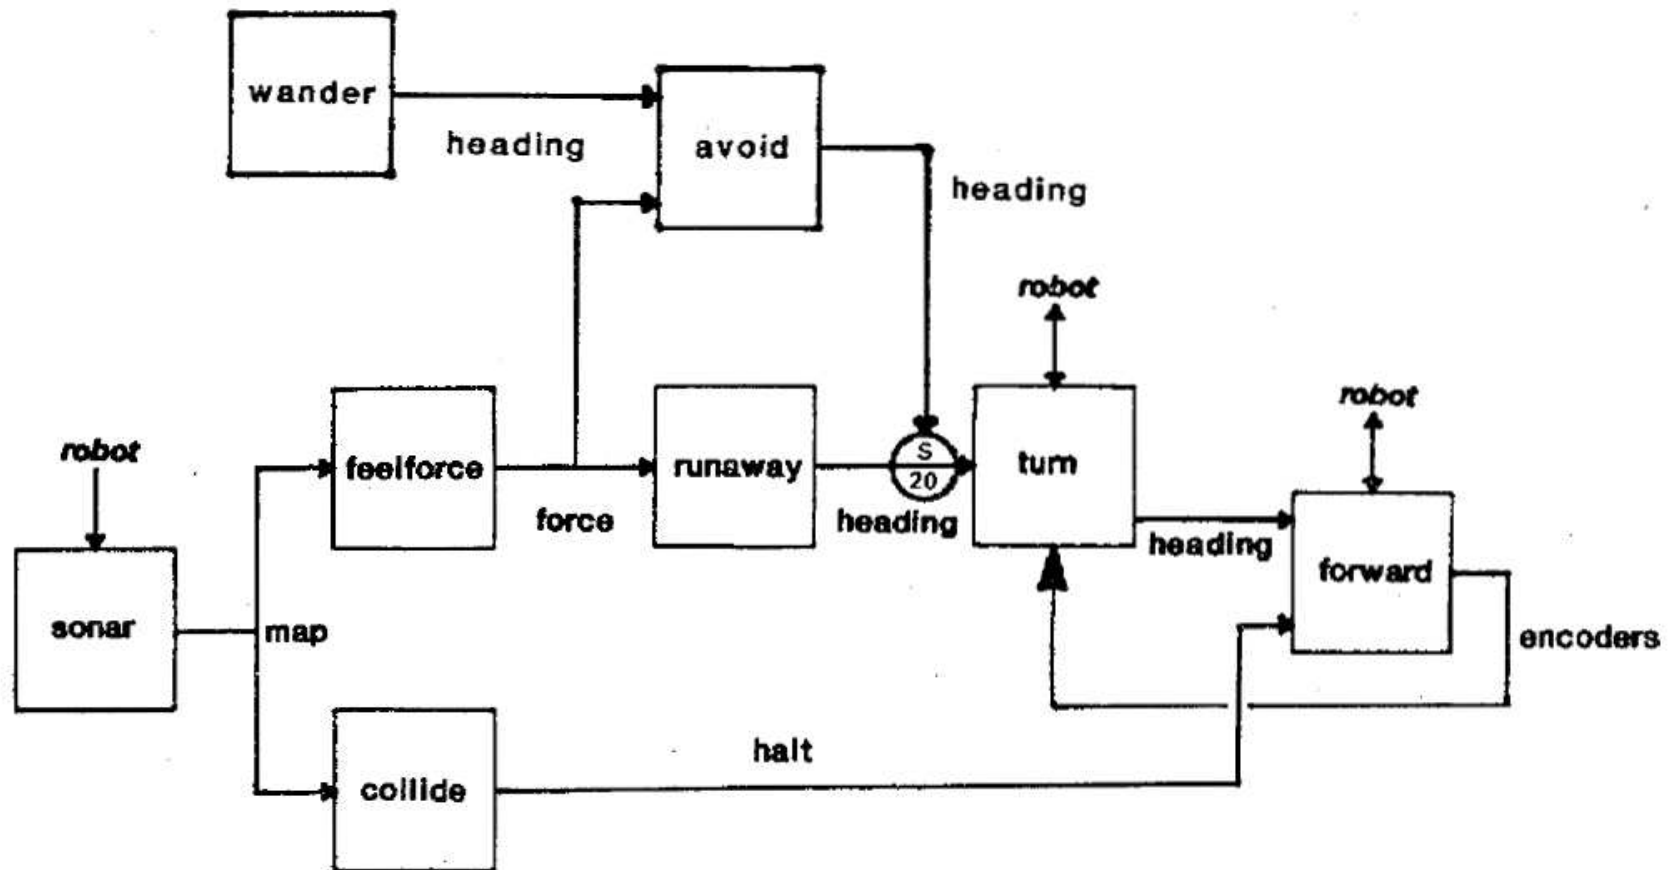 wander
heading
avoid
heading
robot
robot
robot
feelforce
runaway
S
20
turn
force
heading
heading
forward
sonar
map
encoders
halt
collide